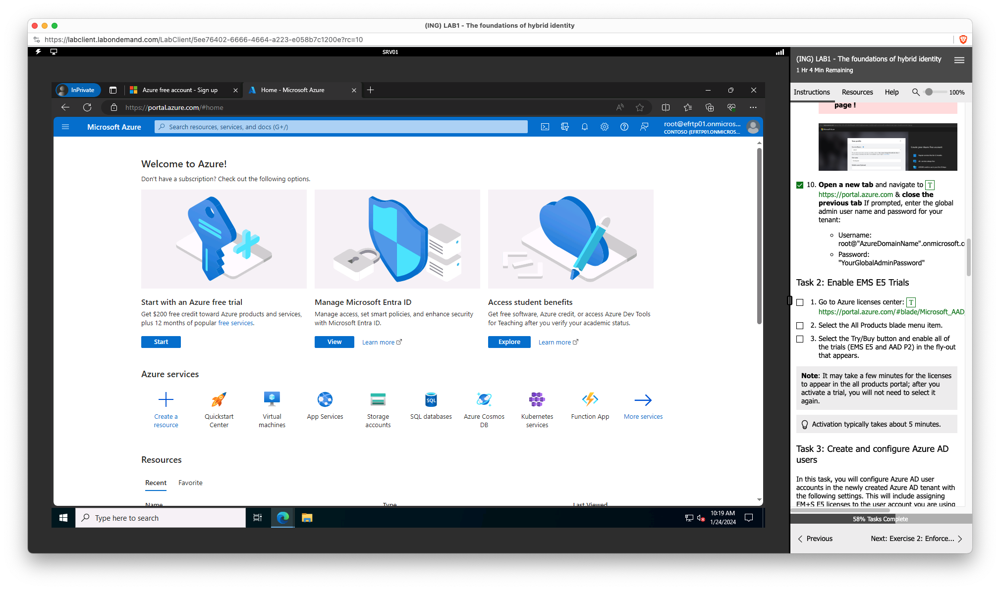 (ING) LAB1 - The foundations of hybrid identity
https://labclient.labondemand.com/LabClient/5ee76402-6666-4664-a223-e058b7c1200e?rc=10
SRV01
InPrivate
Azure free account - Sign up
Home - Microsoft Azure
https://portal.azure.com/#home
Microsoft Azure
Search resources, services, and docs (G+/)
root@efrtp01.onmicros...
CONTOSO (EFRTP01.ONMICROS...
Welcome to Azure!
Don't have a subscription? Check out the following options.
SQL
Start with an Azure free trial
Get $200 free credit toward Azure products and services,
plus 12 months of popular free services.
Start
Manage Microsoft Entra ID
Manage access, set smart policies, and enhance security
with Microsoft Entra ID.
View
Learn more
Access student benefits
Get free software, Azure credit, or access Azure Dev Tools
for Teaching after you verify your academic status.
Explore
Learn more
Azure services
Create a
resource
Quickstart
Center
Virtual
machines
App Services
Storage
accounts
SQL databases
Azure Cosmos
DB
Kubernetes
services
Function App
More services
Resources
Recent
Favorite
Name
Type
Last Viewed
Type here to search
10:19 AM
1/24/2024
(ING) LAB1 - The foundations of hybrid identity
1 Hr 4 Min Remaining
Instructions
Resources
Help
100%
page !
Your profile
Create your Azure free account
10. Open a new tab and navigate to T
https://portal.azure.com & close the
previous tab If prompted, enter the global
admin user name and password for your
tenant:
Username:
root@"AzureDomainName".onmicrosoft.co
Password:
"YourGlobalAdminPassword"
Task 2: Enable EMS E5 Trials
1. Go to Azure licenses center: T
https://portal.azure.com/#blade/Microsoft_AAD_
2. Select the All Products blade menu item.
3. Select the Try/Buy button and enable all of
the trials (EMS E5 and AAD P2) in the fly-out
that appears.
Note: It may take a few minutes for the licenses
to appear in the all products portal; after you
activate a trial, you will not need to select it
again.
Activation typically takes about 5 minutes.
Task 3: Create and configure Azure AD
users
In this task, you will configure Azure AD user
accounts in the newly created Azure AD tenant with
the following settings. This will include assigning
EM+S E5 licenses to the user account you are using
58% Tasks Complete
Previous
Next: Exercise 2: Enforce...